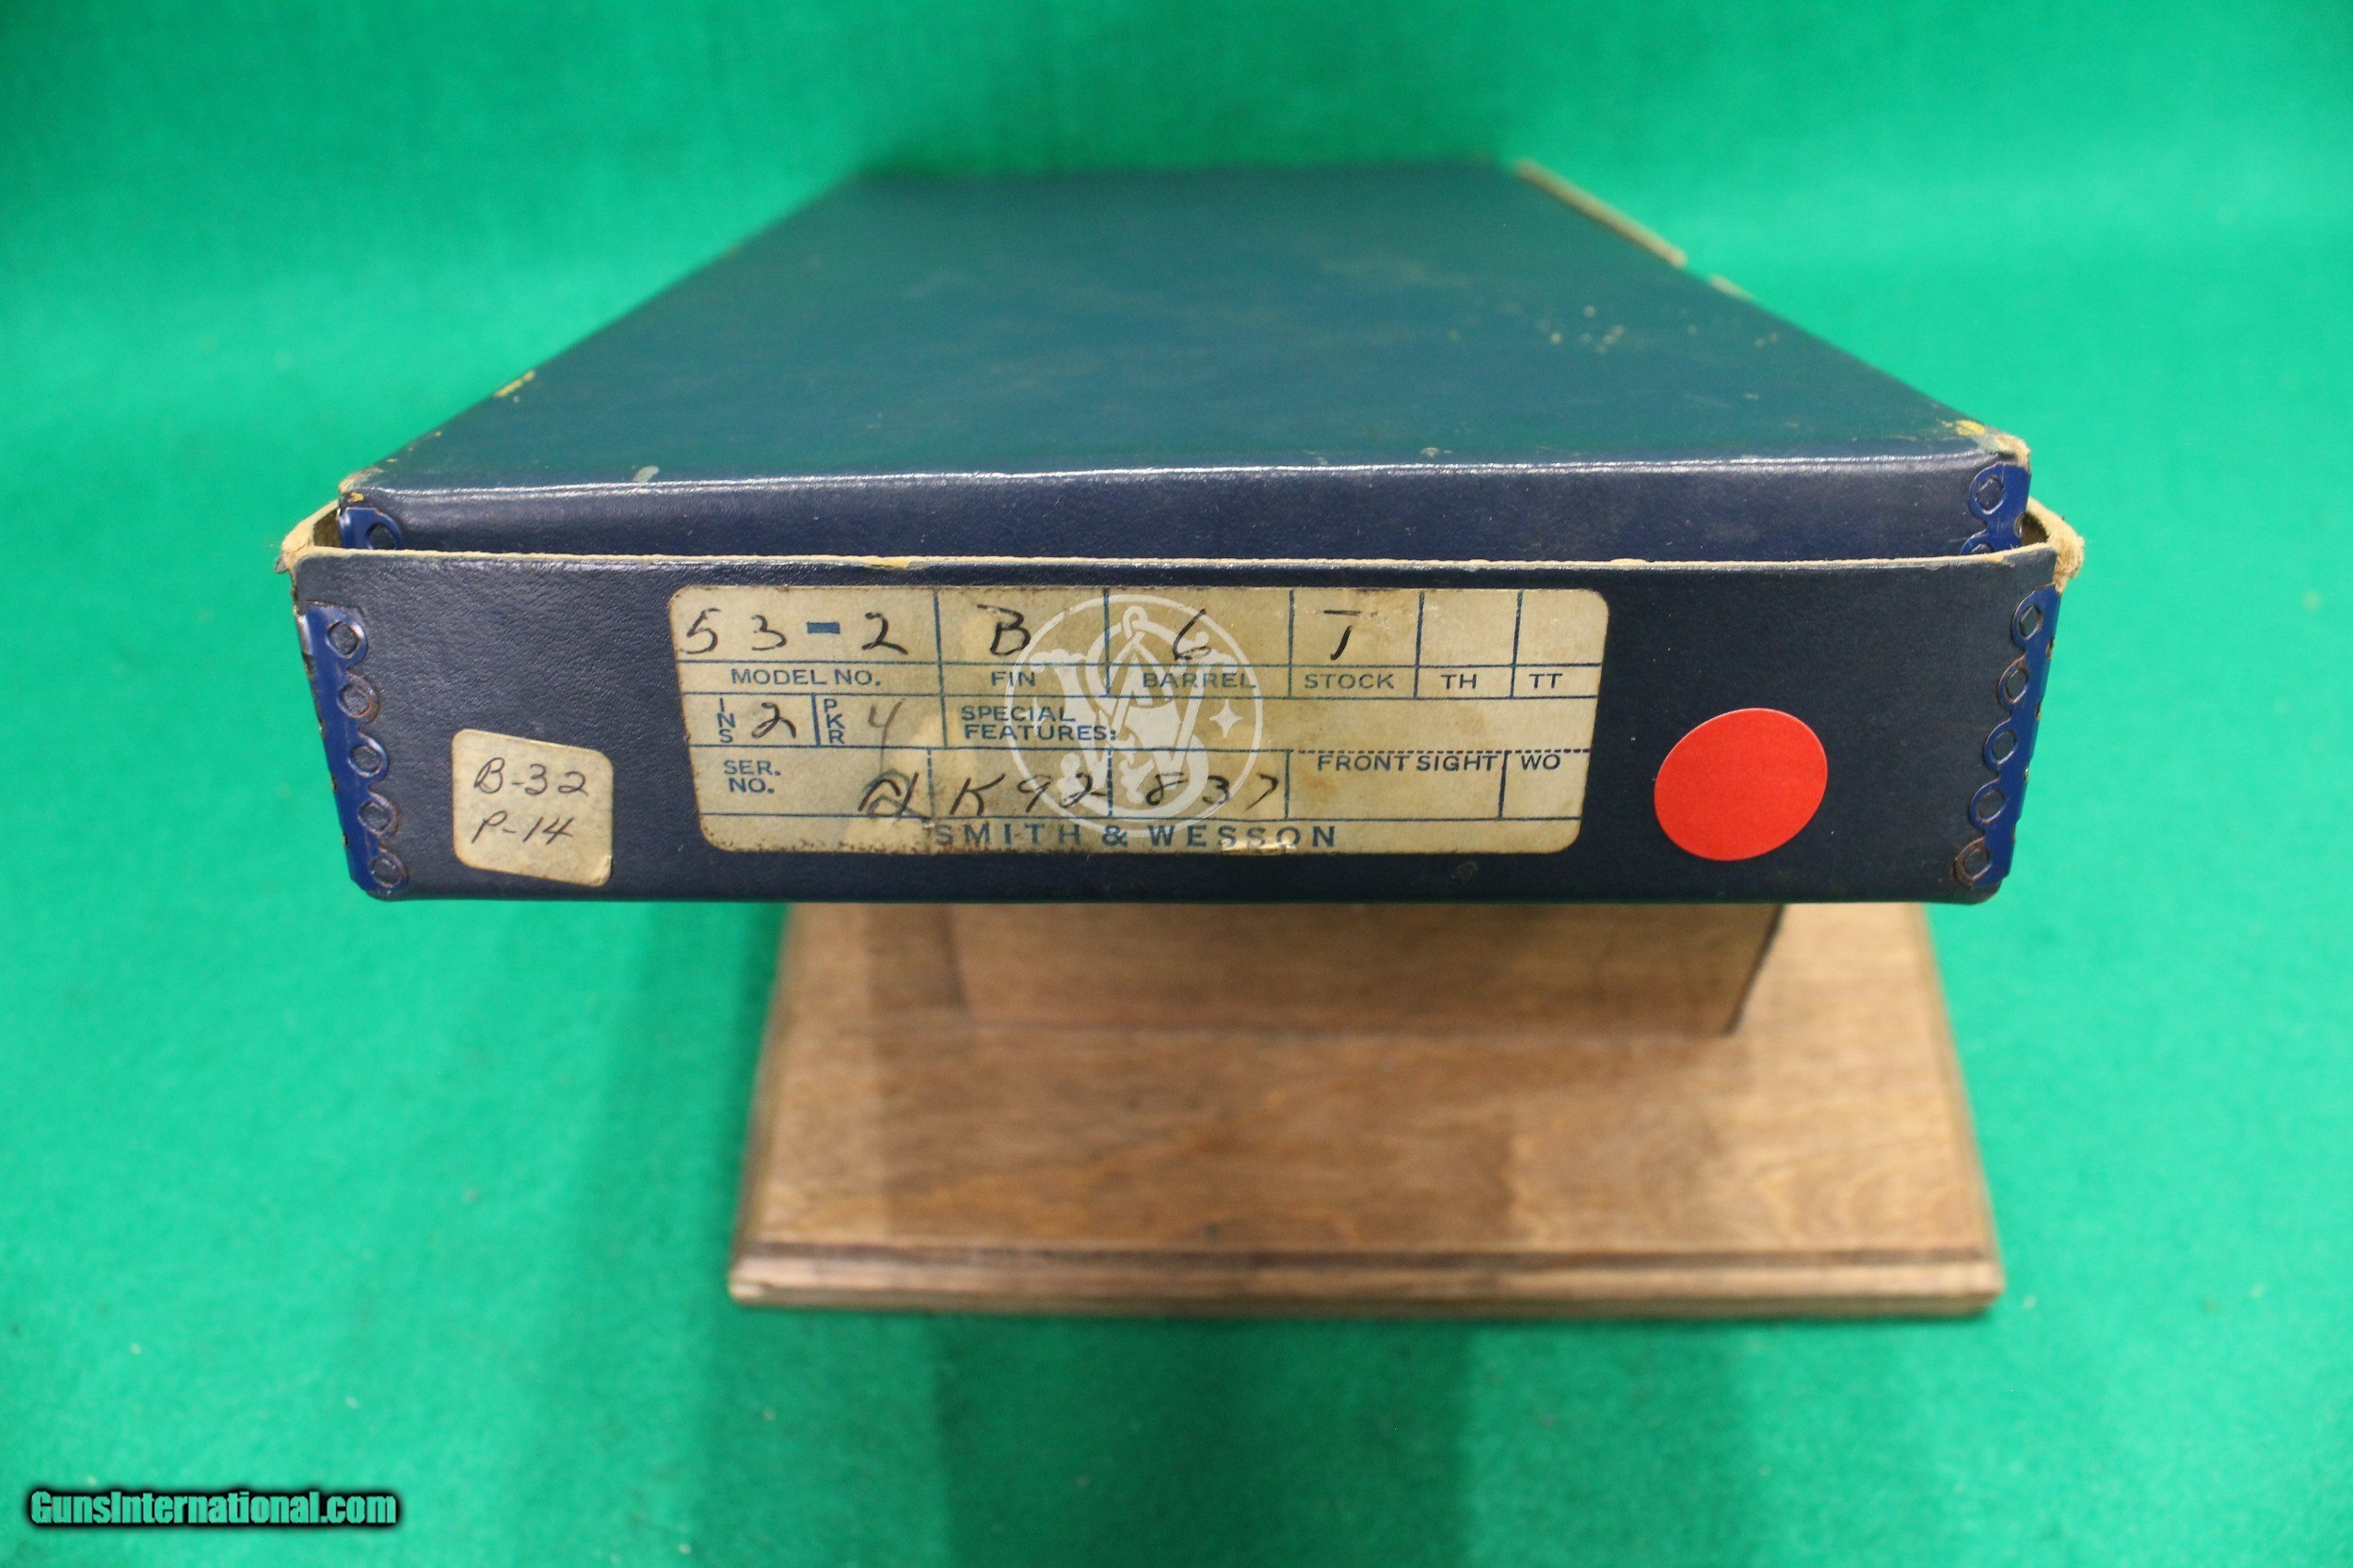 53-2 B 6 T
MODEL NO. FIN BARREL STOCK TH TT
INS 2 PKR 4 SPECIAL FEATURES:
SER. NO. K92 837 FRONT SIGHT WO
SMITH & WESSON
B-32
P-14
GunsInternational.com